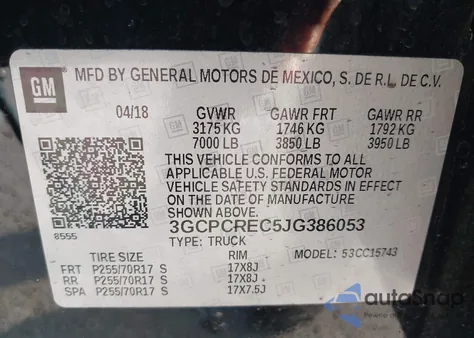 GM
MFD BY GENERAL MOTORS DE MEXICO, S. DE R.L. DE C.V.
04/18 GVWR GAWR FRT GAWR RR
3175 KG 1746 KG 1792 KG
7000 LB 3850 LB 3950 LB
THIS VEHICLE CONFORMS TO ALL
APPLICABLE U.S. FEDERAL MOTOR
VEHICLE SAFETY STANDARDS IN EFFECT
ON THE DATE OF MANUFACTURE
SHOWN ABOVE.
8555 3GCPCREC5JG386053
TYPE: TRUCK MODEL: 53CC15743
TIRE SIZE RIM
FRT P255/70R17 S 17X8J
RR P255/70R17 S 17X8J
SPA P255/70R17 S 17X7.5J
autoSnap